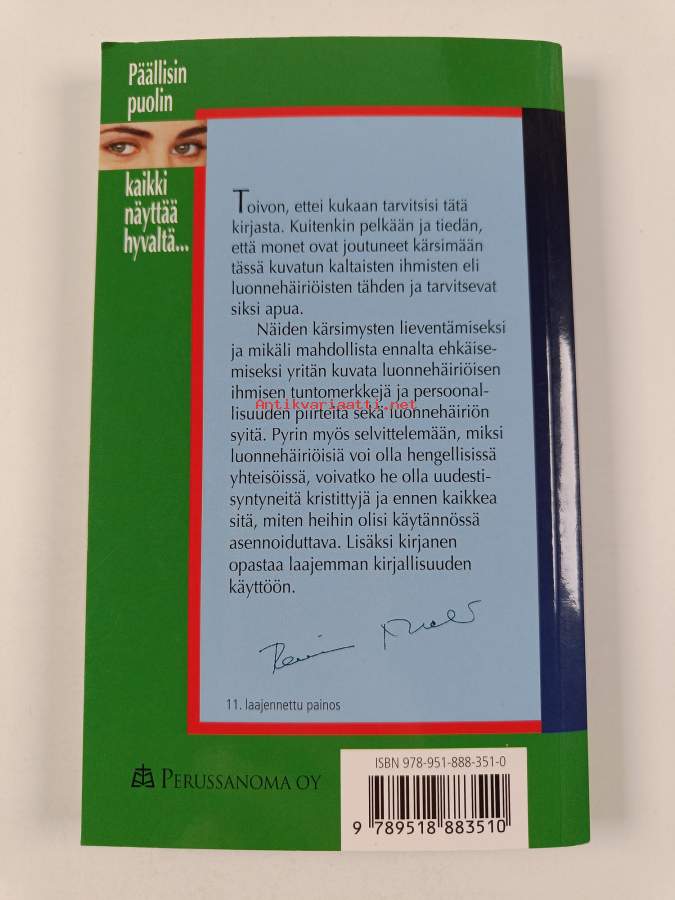 Päällisin
puolin
kaikki
näyttää
hyvältä...
Toivon, ettei kukaan tarvitsisi tätä
kirjasta. Kuitenkin pelkään ja tiedän,
että monet ovat joutuneet kärsimään
tässä kuvatun kaltaisten ihmisten eli
luonnehäiriöisten tähden ja tarvitsevat
siksi apua.
Näiden kärsimysten lieventämiseksi
ja mikäli mahdollista ennalta ehkäise-
miseksi yritän kuvata luonnehäiriöisen
ihmisen tuntomerkkejä ja persoonal-
Antikvariaatti.net
lisuuden piirteitä sekä luonnehäiriön
syitä. Pyrin myös selvittelemään, miksi
luonnehäiriöisiä voi olla hengellisissä
yhteisöissä, voivatko he olla uudesti-
syntyneitä kristittyjä ja ennen kaikkea
sitä, miten heihin olisi käytännössä
asennoiduttava. Lisäksi kirjanen
opastaa laajemman kirjallisuuden
käyttöön.
11. laajennettu painos
PERUSSANOMA OY
ISBN 978-951-888-351-0
9 789518 883510